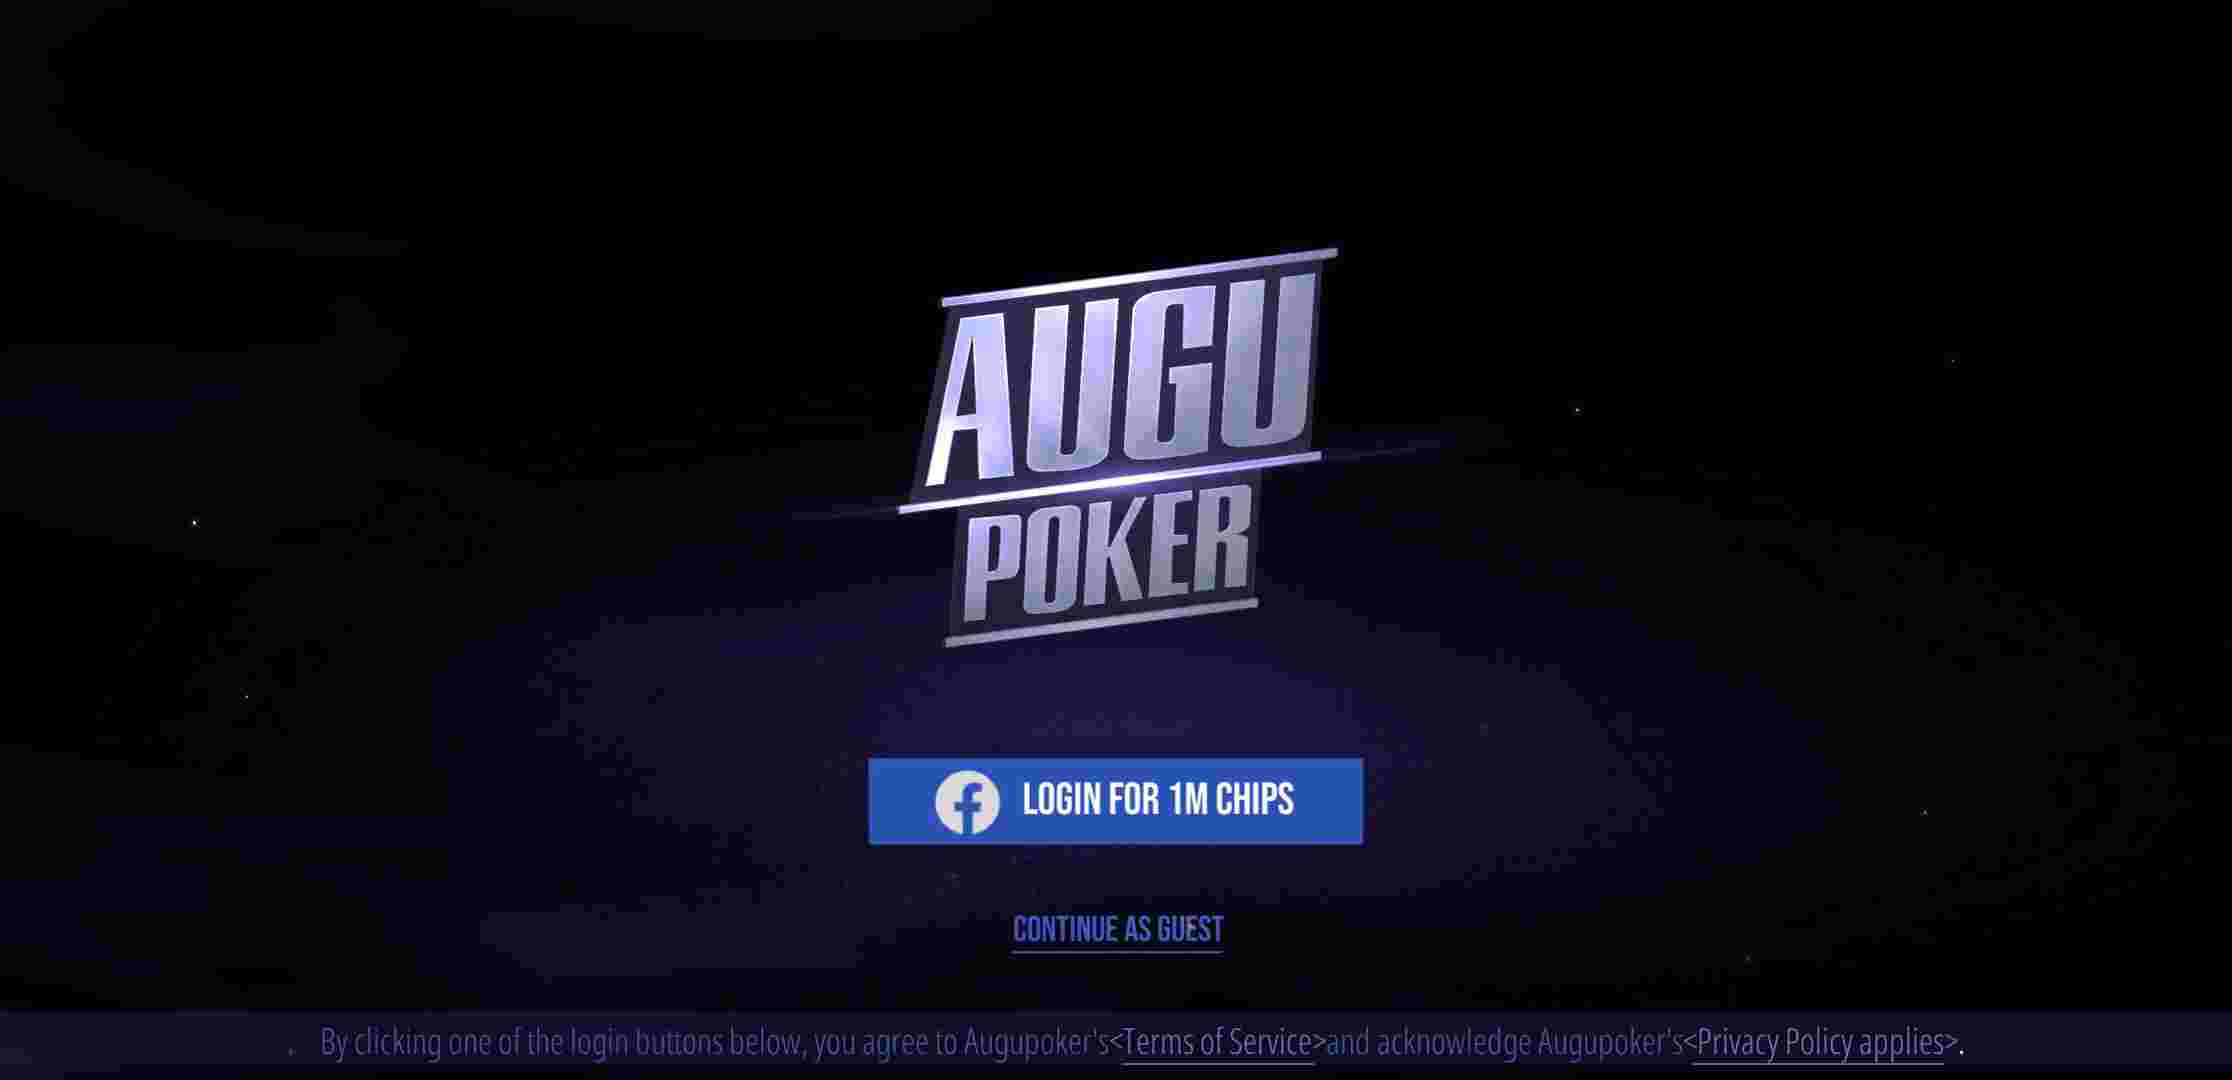 AUGU
POKER
LOGIN FOR 1M CHIPS
CONTINUE AS GUEST
By clicking one of the login buttons below, you agree to Augupoker's<Terms of Service>and acknowledge Augupoker's<Privacy Policy applies>.